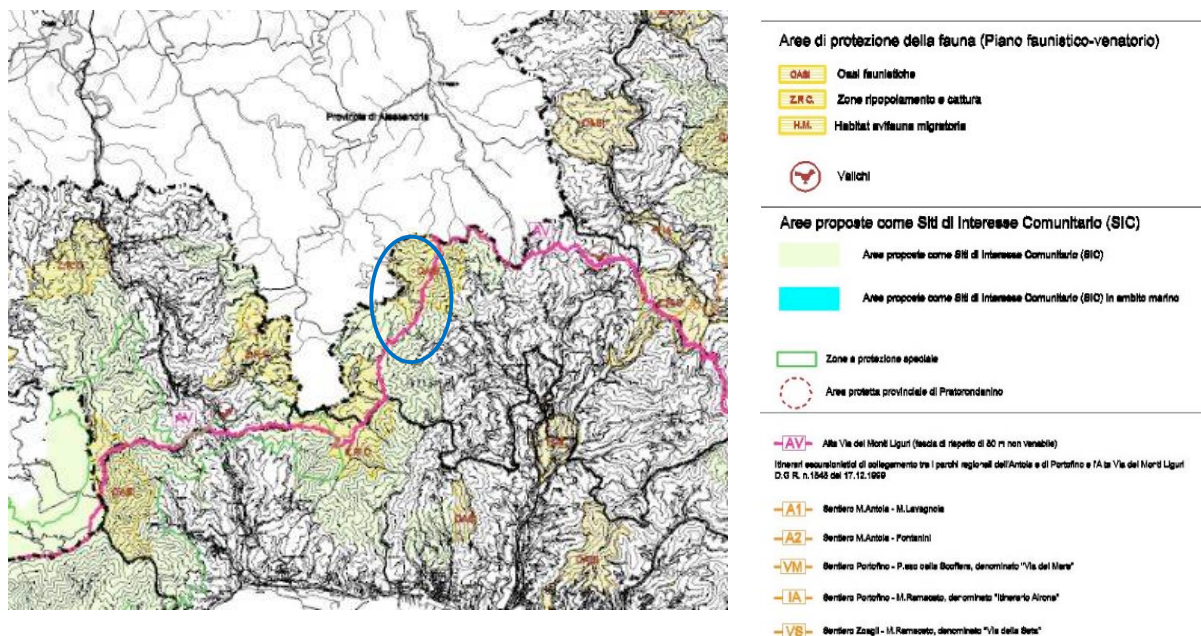 Provincia di Alessandria
OASI
OASI
AV
AV
OASI
OASI
Aree di protezione della fauna (Piano faunistico-venatorio)
OASI Oasi faunistiche
Z.R.C. Zone ripopolamento e cattura
H.M. Habitat avifauna migratoria
Valichi
Aree proposte come Siti di Interesse Comunitario (SIC)
Aree proposte come Siti di Interesse Comunitario (SIC)
Aree proposte come Siti di Interesse Comunitario (SIC) in ambito marino
Zone a protezione speciale
Area protetta provinciale di Pratorondanino
AV Alta Via dei Monti Liguri (fascia di rispetto di 50 m non venabile)
Itinerari escursionistici di collegamento tra i parchi regionali dell'Antola e di Portofino e l'Alta Via dei Monti Liguri
D.G.R. n.1545 del 17.12.1999
A1 Sentiero M.Antola - M.Lavagnola
A2 Sentiero M.Antola - Fontanini
VM Sentiero Portofino - P.sso della Scoffera, denominato "Via del Mare"
IA Sentiero Portofino - M.Ramaceto, denominato "Itinerario Airone"
VS Sentiero Zoagli - M.Ramaceto, denominato "Via della Seta"